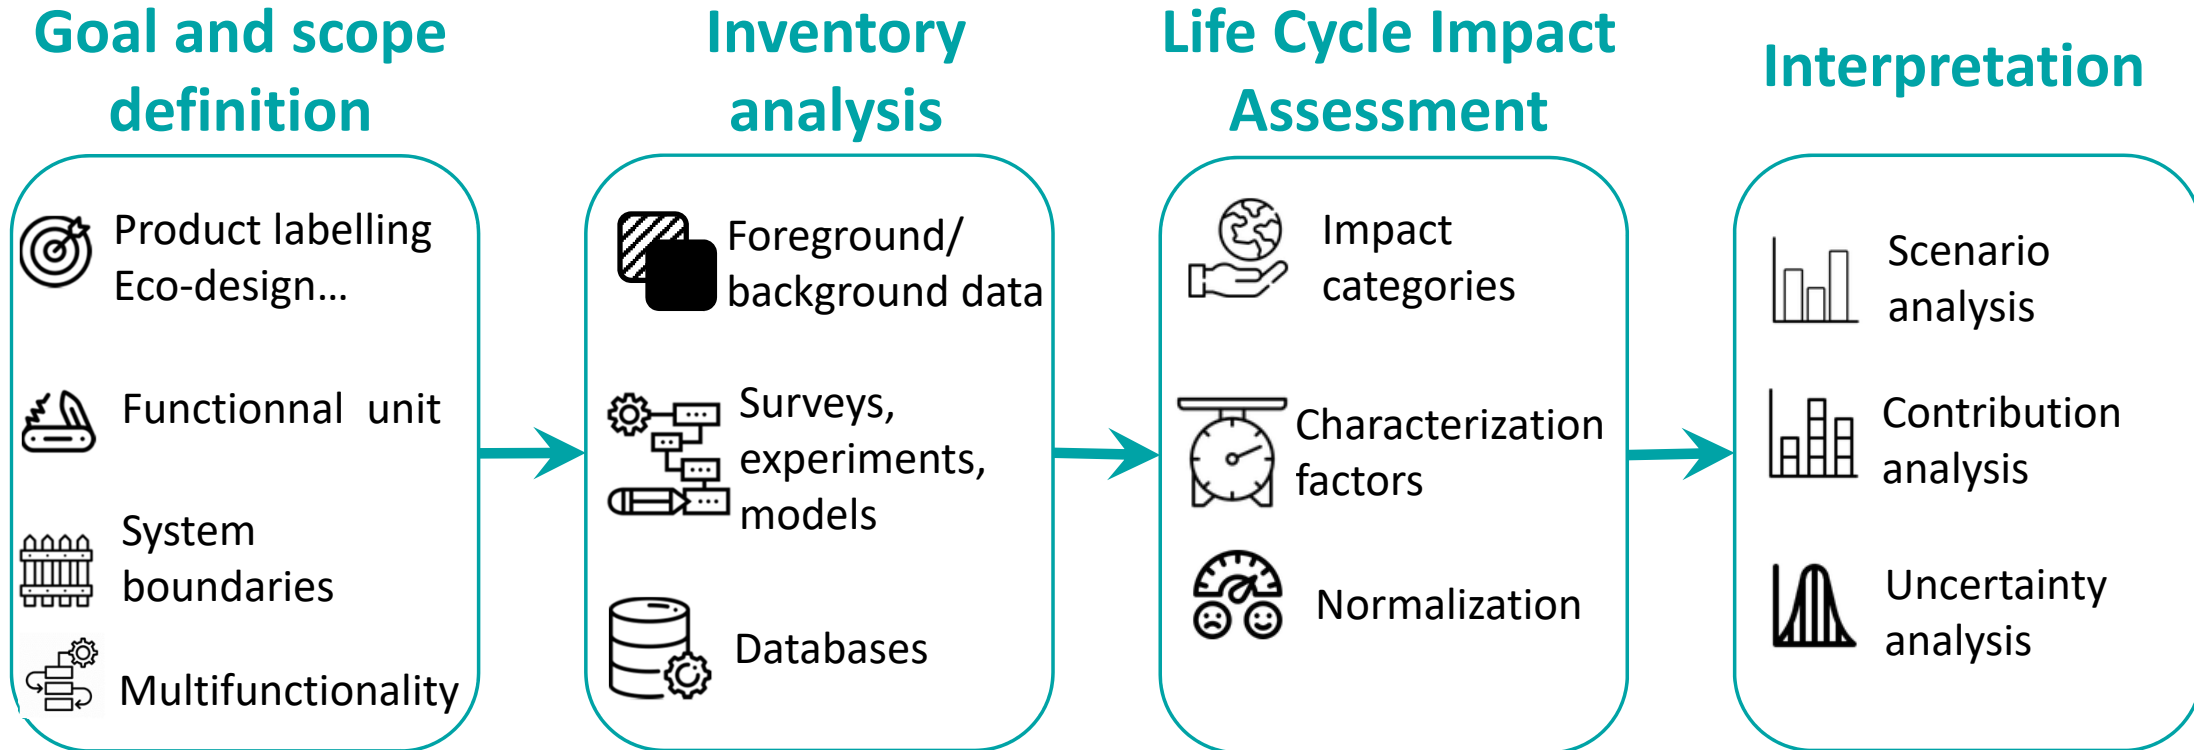 Goal and scope
definition
Product labelling
Eco-design…
Functionnal unit
System
boundaries
Multifunctionality
Inventory
analysis
Foreground/
background data
Surveys,
experiments,
models
Databases
Life Cycle Impact
Assessment
Impact
categories
Characterization
factors
Normalization
Interpretation
Scenario
analysis
Contribution
analysis
Uncertainty
analysis